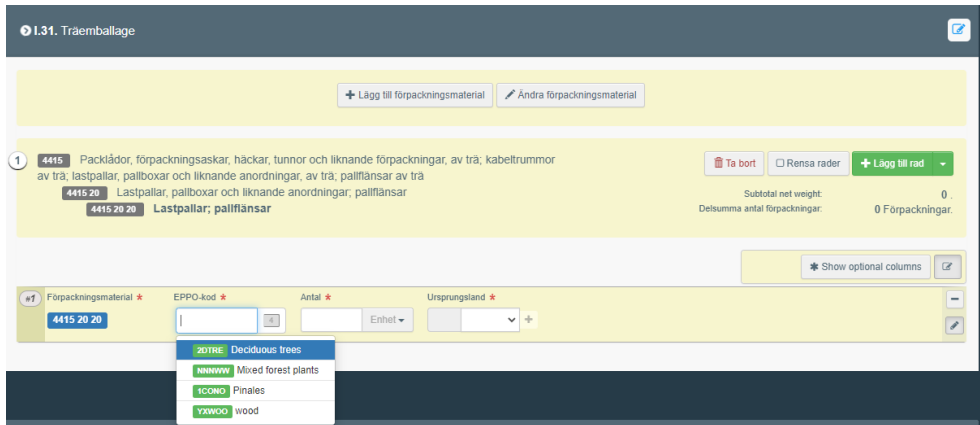 I.31. Träemballage
Lägg till förpackningsmaterial
Ändra förpackningsmaterial
1
4415 Packlådor, förpackningsaskar, häckar, tunnor och liknande förpackningar, av trä; kabeltrummor
av trä; lastpallar, pallboxar och liknande anordningar, av trä; pallflänsar av trä
4415 20 Lastpallar, pallboxar och liknande anordningar; pallflänsar
4415 20 20 Lastpallar; pallflänsar
Ta bort
Rensa rader
Lägg till rad
Subtotal net weight: 0 .
Delsumma antal förpackningar: 0 Förpackningar.
Show optional columns
#1 Förpackningsmaterial * EPPO-kod * Antal * Ursprungsland *
4415 20 20 4 Enhet
2DTRE Deciduous trees
NNNWW Mixed forest plants
1CONO Pinales
YXWOO wood